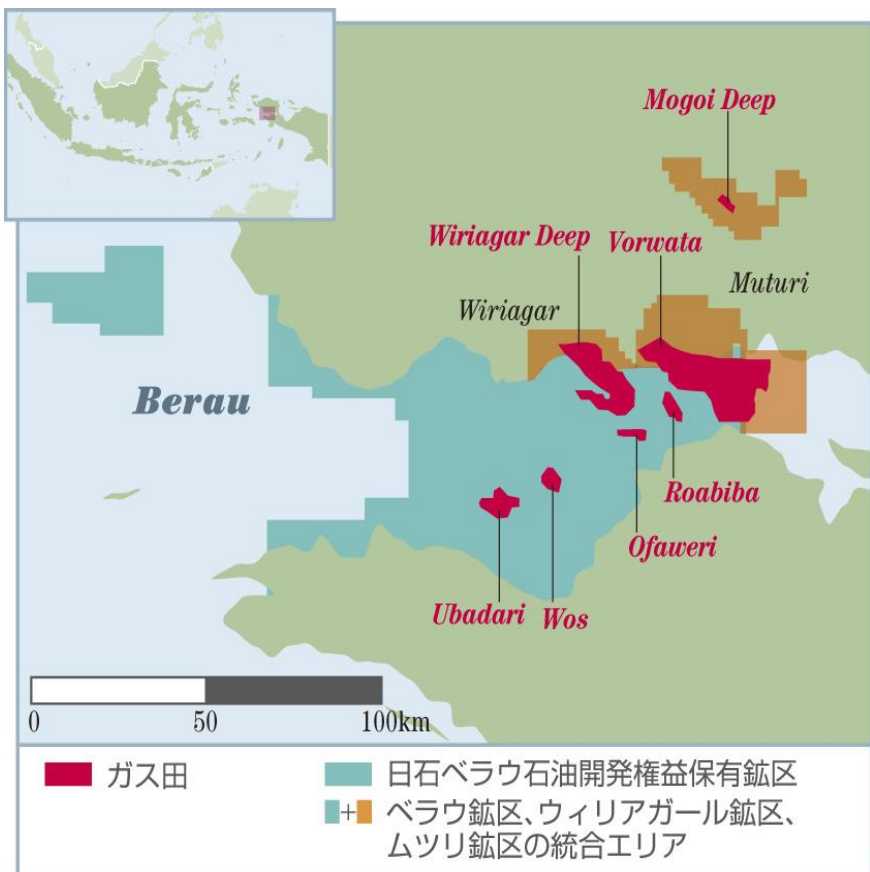 Mogoi Deep
Wiriagar Deep Vorwata
Wiriagar
Muturi
Berau
Roabiba
Ofaweri
Ubadari Wos
0 50 100km
ガス田
日石ベラウ石油開発権益保有鉱区
+ ベラウ鉱区、ウィリアガール鉱区、
ムツリ鉱区の統合エリア